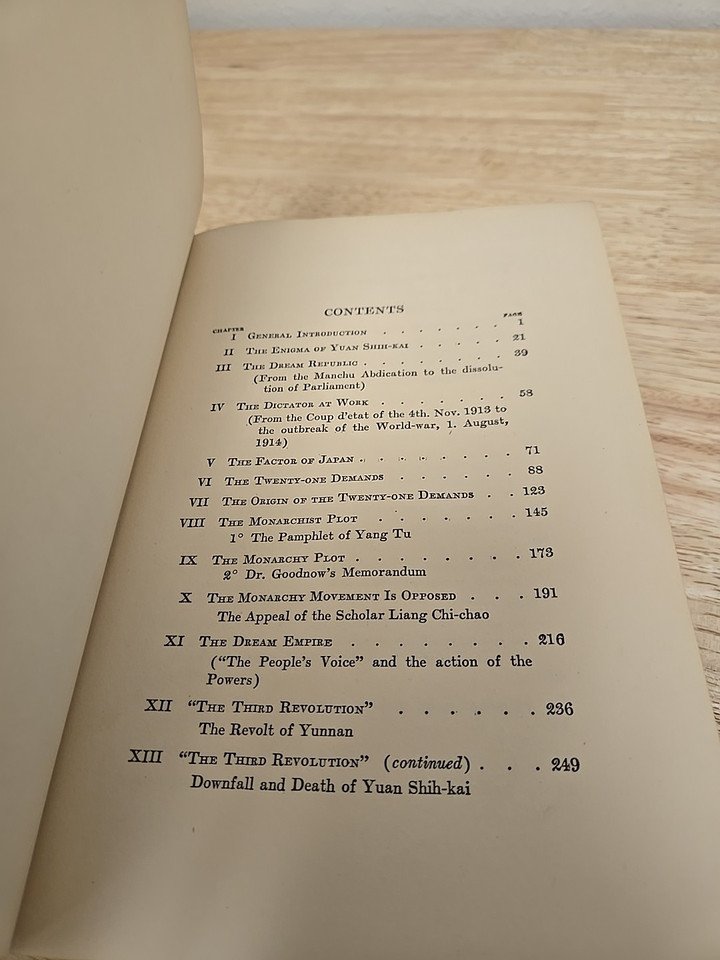 CONTENTS
CHAPTER PAGE
I GENERAL INTRODUCTION . . . . . . . 1
II THE ENIGMA OF YUAN SHIH-KAI . . . . . 21
III THE DREAM REPUBLIC . . . . . . . 39
(From the Manchu Abdication to the dissolu-
tion of Parliament)
IV THE DICTATOR AT WORK . . . . . . . 58
(From the Coup d'etat of the 4th. Nov. 1913 to
the outbreak of the World-war, 1. August,
1914)
V THE FACTOR OF JAPAN . . . . . . . 71
VI THE TWENTY-ONE DEMANDS . . . . . . 88
VII THE ORIGIN OF THE TWENTY-ONE DEMANDS . . 123
VIII THE MONARCHIST PLOT . . . . . . 145
1° The Pamphlet of Yang Tu
IX THE MONARCHY PLOT . . . . . . . 173
2° Dr. Goodnow's Memorandum
X THE MONARCHY MOVEMENT IS OPPOSED . . . 191
The Appeal of the Scholar Liang Chi-chao
XI THE DREAM EMPIRE . . . . . . . 216
("The People's Voice" and the action of the
Powers)
XII "THE THIRD REVOLUTION" . . . . . . 236
The Revolt of Yunnan
XIII "THE THIRD REVOLUTION" (continued) . . . 249
Downfall and Death of Yuan Shih-kai